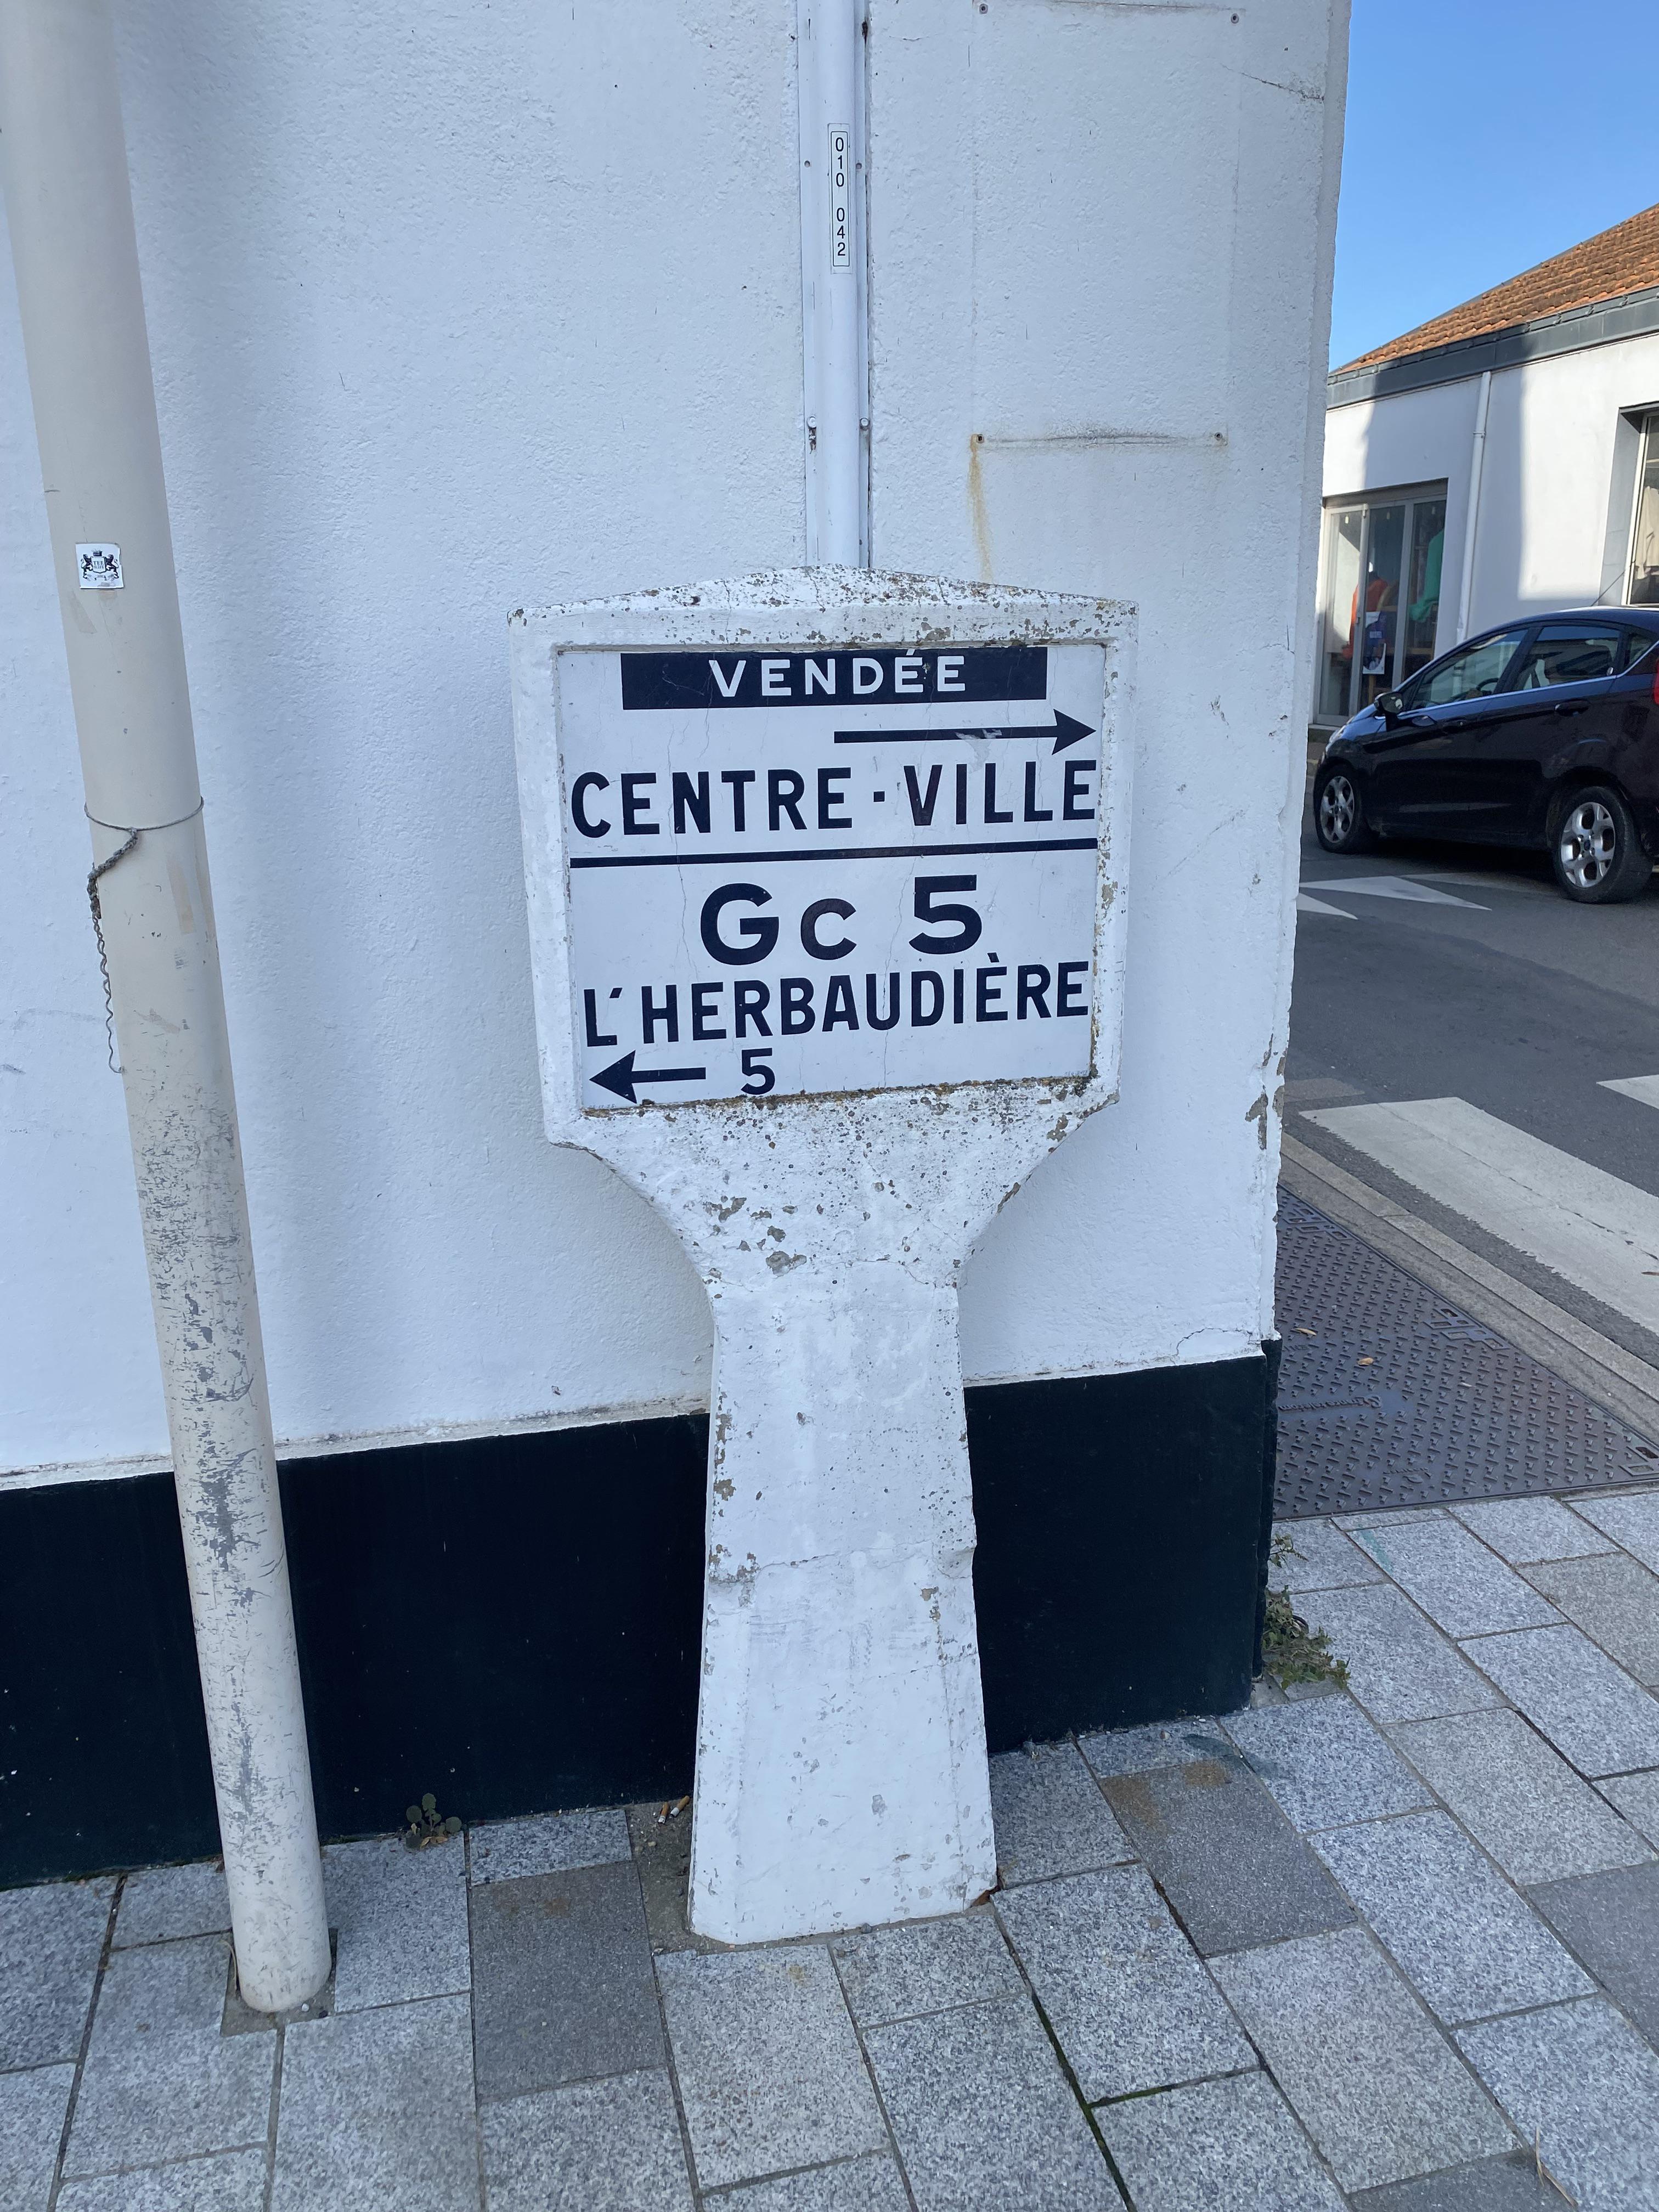 010 042
VENDÉE
CENTRE-VILLE
Gc 5
L'HERBAUDIÈRE
5